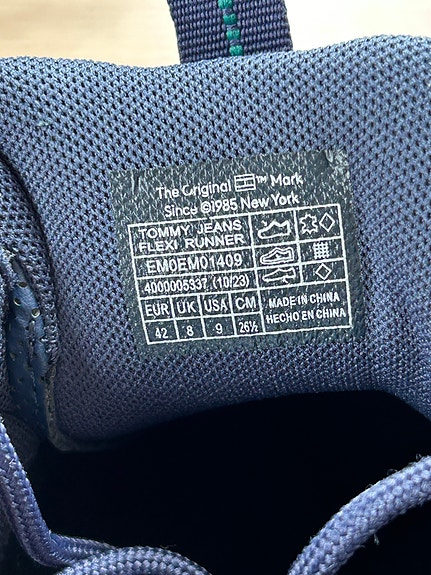 The Original ™ Mark
Since ©1985 New York
TOMMY JEANS
FLEXI RUNNER
EM0EM01409
4000005337 (10/23)
EUR UK USA CM
42 8 9 26½
MADE IN CHINA
HECHO EN CHINA